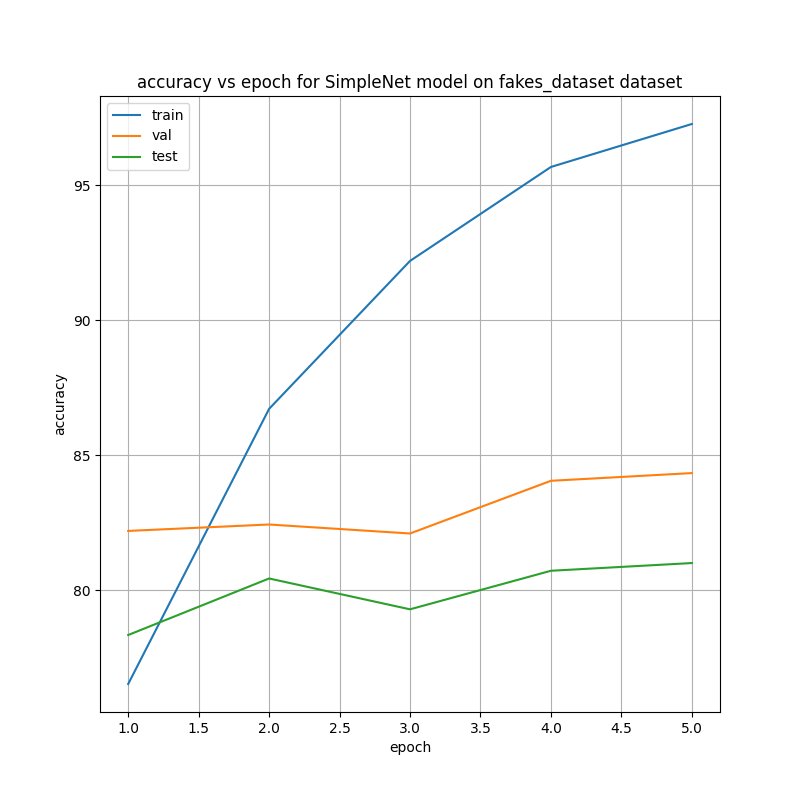 accuracy vs epoch for SimpleNet model on fakes_dataset dataset
train
val
test
95
90
85
80
accuracy
1.0 1.5 2.0 2.5 3.0 3.5 4.0 4.5 5.0
epoch